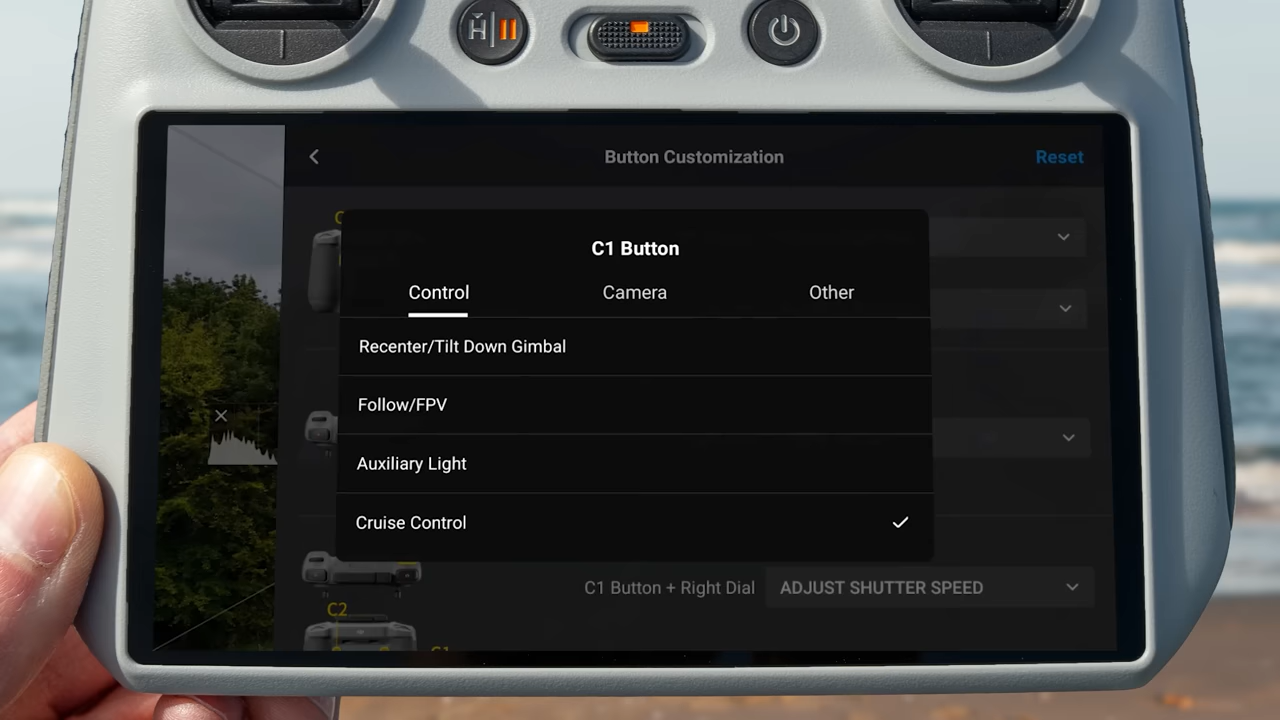 H
Button Customization
Reset
C1 Button
Control
Camera
Other
Recenter/Tilt Down Gimbal
Follow/FPV
Auxiliary Light
Cruise Control
C1 Button + Right Dial
ADJUST SHUTTER SPEED
C2